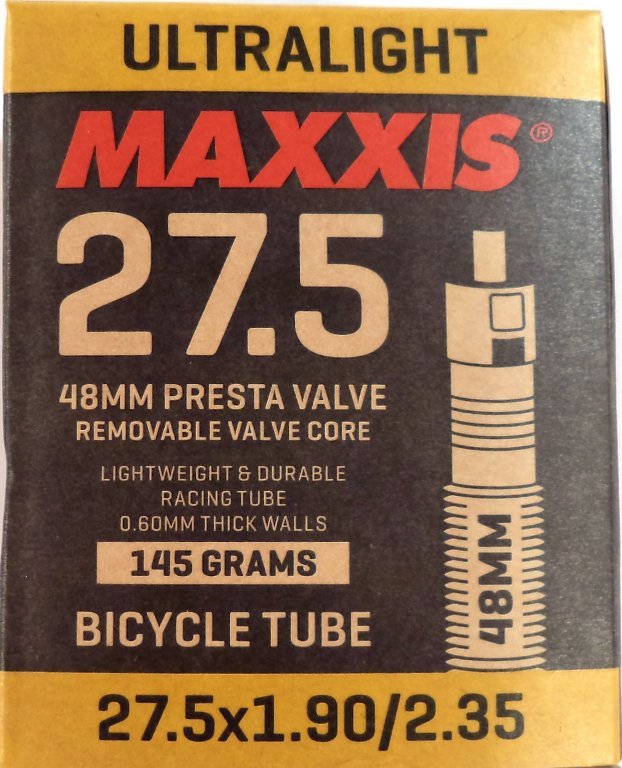 ULTRALIGHT
MAXXIS®
27.5
48MM PRESTA VALVE
REMOVABLE VALVE CORE
LIGHTWEIGHT & DURABLE
RACING TUBE
0.60MM THICK WALLS
145 GRAMS
BICYCLE TUBE
48MM
27.5x1.90/2.35